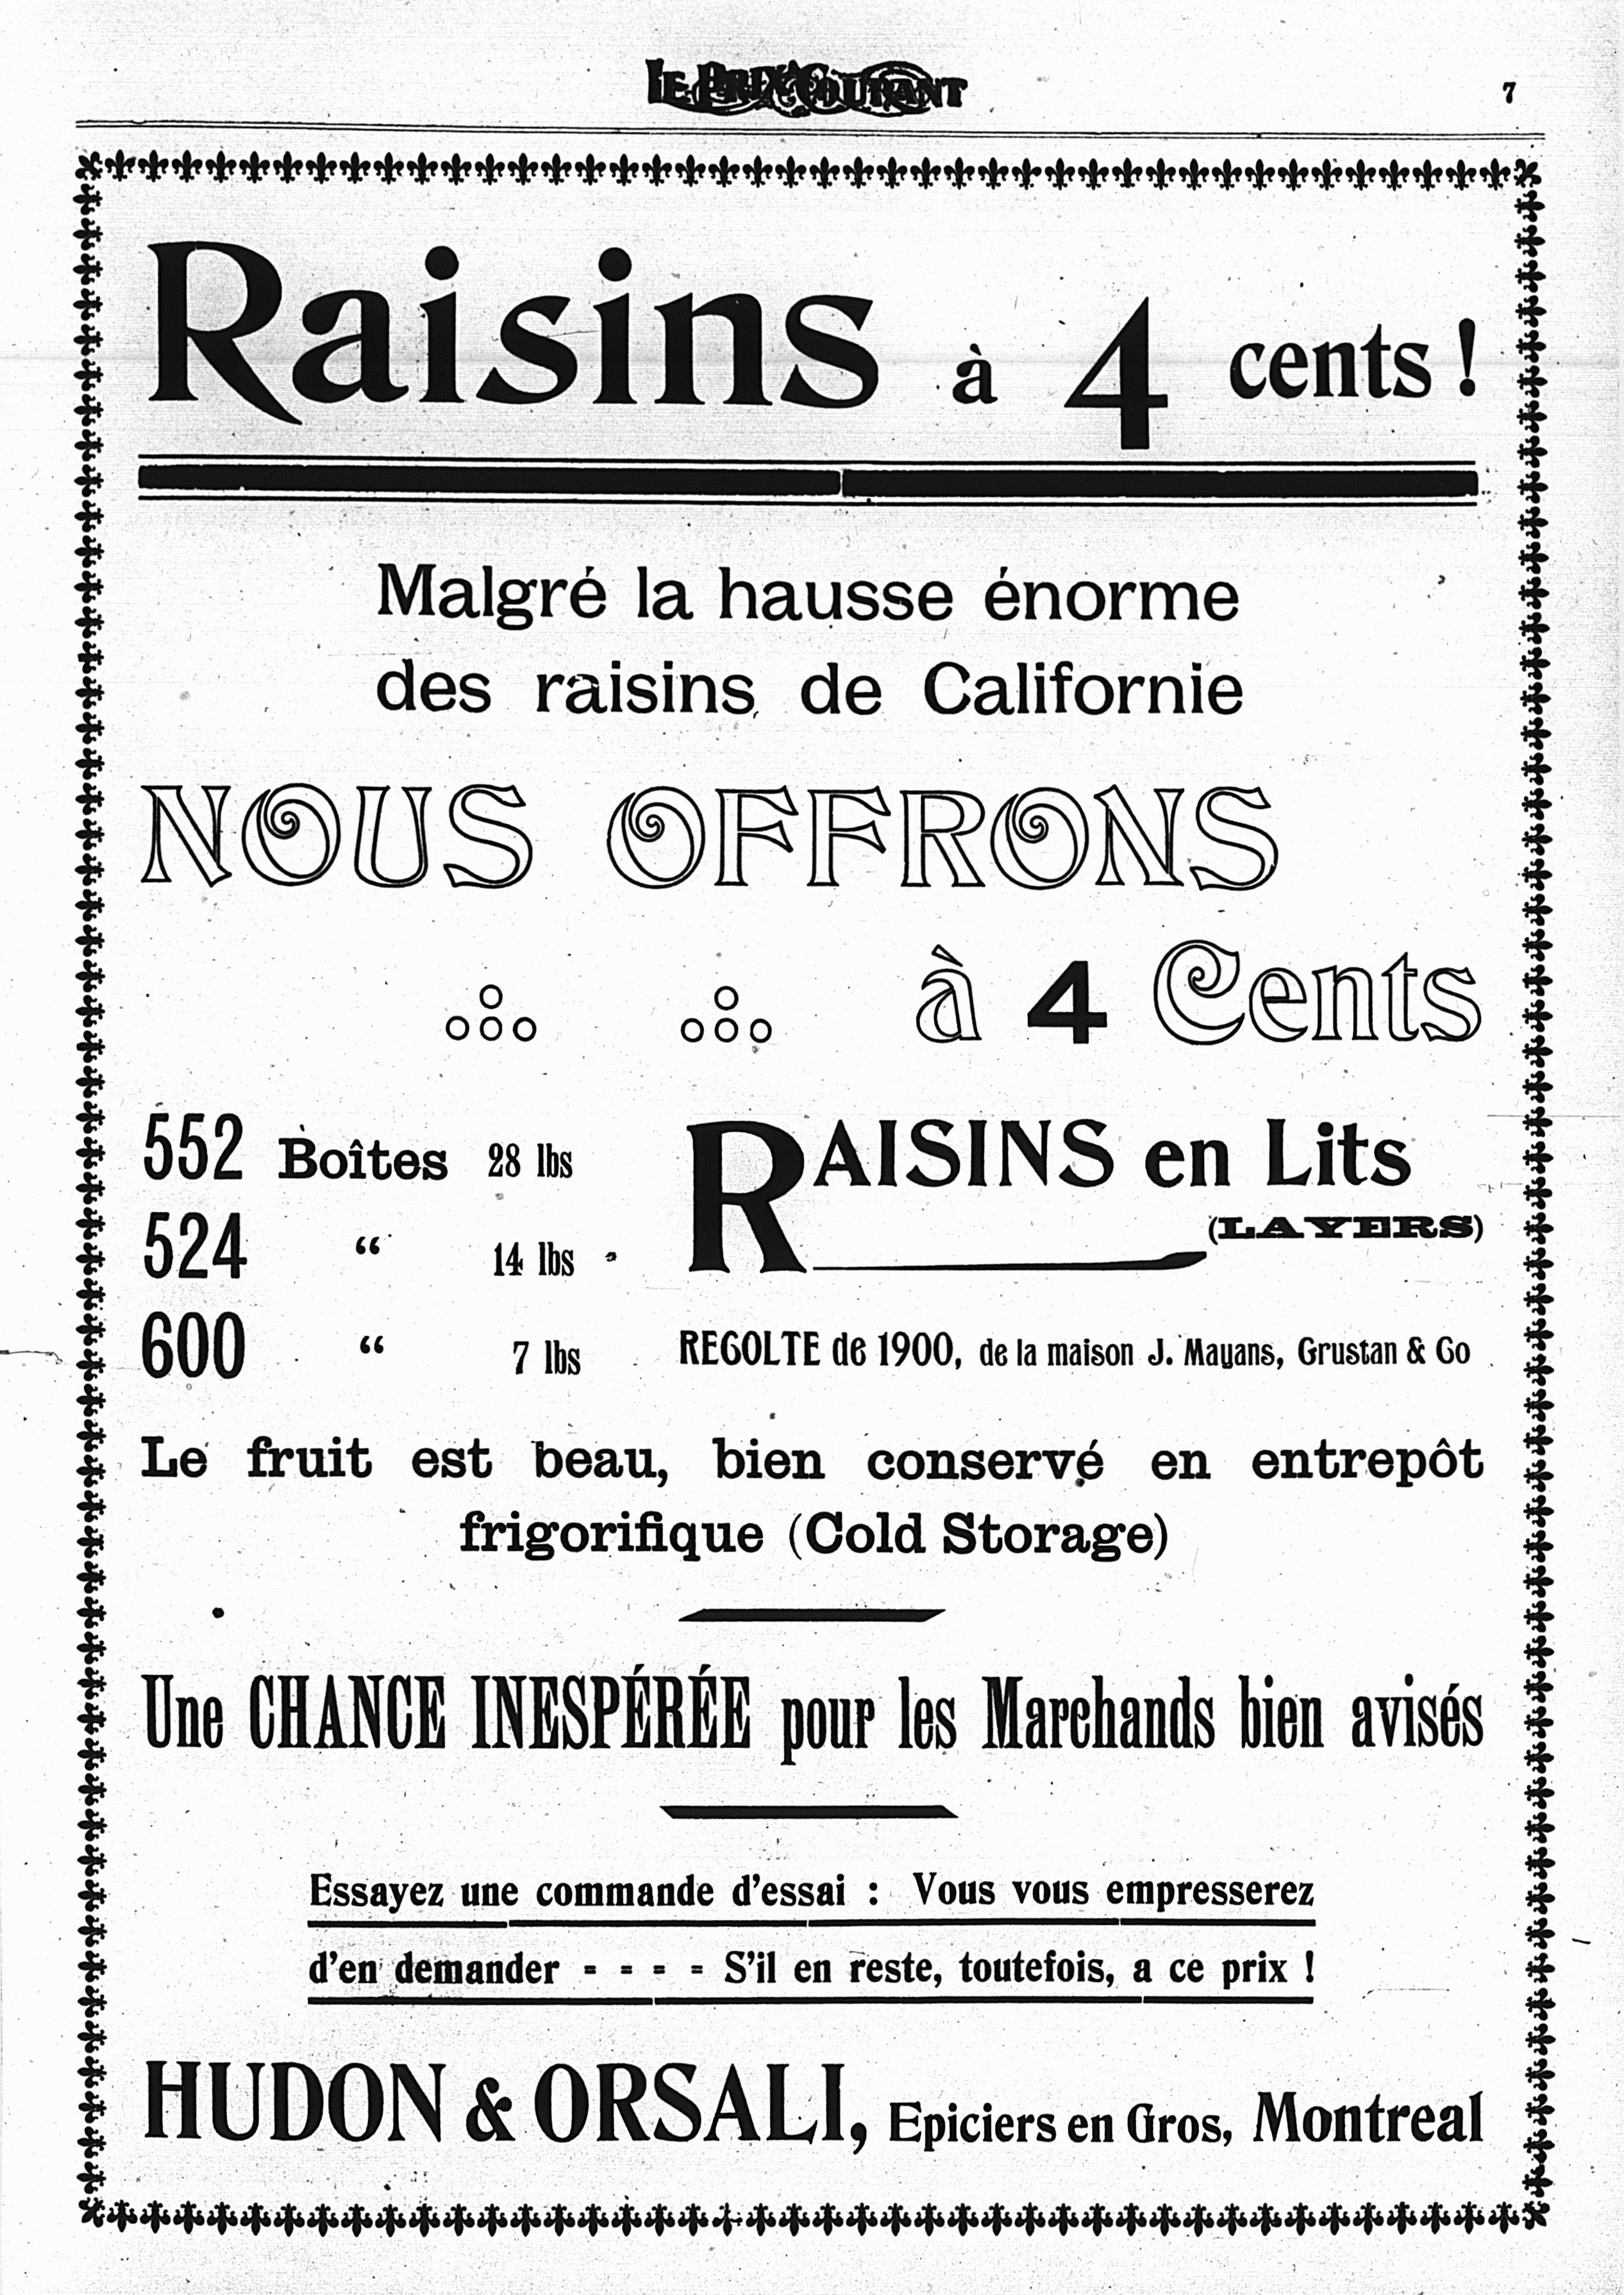 LE PRIX COURANT
7
Raisins à 4 cents !
Malgré la hausse énorme
des raisins de Californie
NOUS OFFRONS
à 4 Cents
552 Boîtes 28 lbs
524 “ 14 lbs
600 “ 7 lbs
RAISINS en Lits
(LAYERS)
RECOLTE de 1900, de la maison J. Mayans, Grustan & Co
Le fruit est beau, bien conservé en entrepôt
frigorifique (Cold Storage)
Une CHANCE INESPÉRÉE pour les Marchands bien avisés
Essayez une commande d'essai : Vous vous empresserez
d'en demander - - - - S'il en reste, toutefois, a ce prix !
HUDON & ORSALI, Epiciers en Gros, Montreal